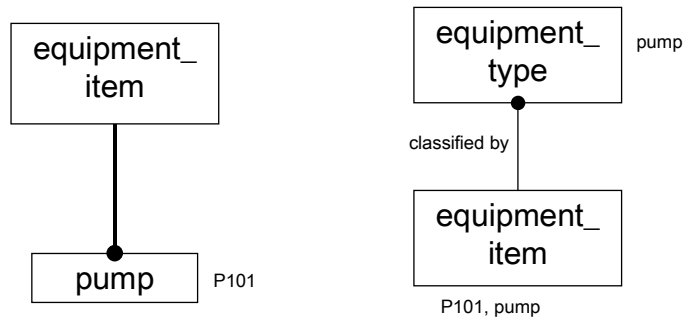 equipment_
item
pump
P101
equipment_
type
pump
classified by
equipment_
item
P101, pump